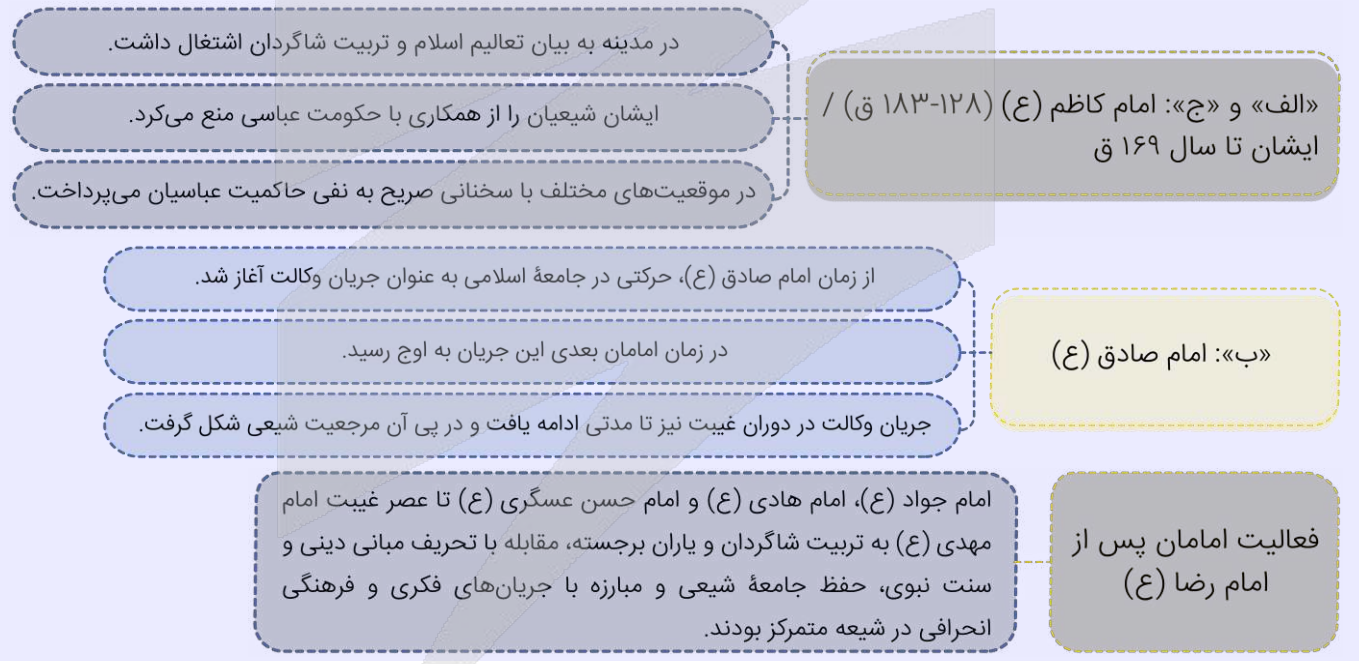 «الف» و «ج»: امام کاظم (ع) (۱۲۸-۱۸۳ ق) /
ایشان تا سال ۱۶۹ ق
در مدینه به بیان تعالیم اسلام و تربیت شاگردان اشتغال داشت.
ایشان شیعیان را از همکاری با حکومت عباسی منع می‌کرد.
در موقعیت‌های مختلف با سخنانی صریح به نفی حاکمیت عباسیان می‌پرداخت.
«ب»: امام صادق (ع)
از زمان امام صادق (ع)، حرکتی در جامعهٔ اسلامی به عنوان جریان وکالت آغاز شد.
در زمان امامان بعدی این جریان به اوج رسید.
جریان وکالت در دوران غیبت نیز تا مدتی ادامه یافت و در پی آن مرجعیت شیعی شکل گرفت.
فعالیت امامان پس از
امام رضا (ع)
امام جواد (ع)، امام هادی (ع) و امام حسن عسگری (ع) تا عصر غیبت امام
مهدی (ع) به تربیت شاگردان و یاران برجسته، مقابله با تحریف مبانی دینی و
سنت نبوی، حفظ جامعهٔ شیعی و مبارزه با جریان‌های فکری و فرهنگی
انحرافی در شیعه متمرکز بودند.